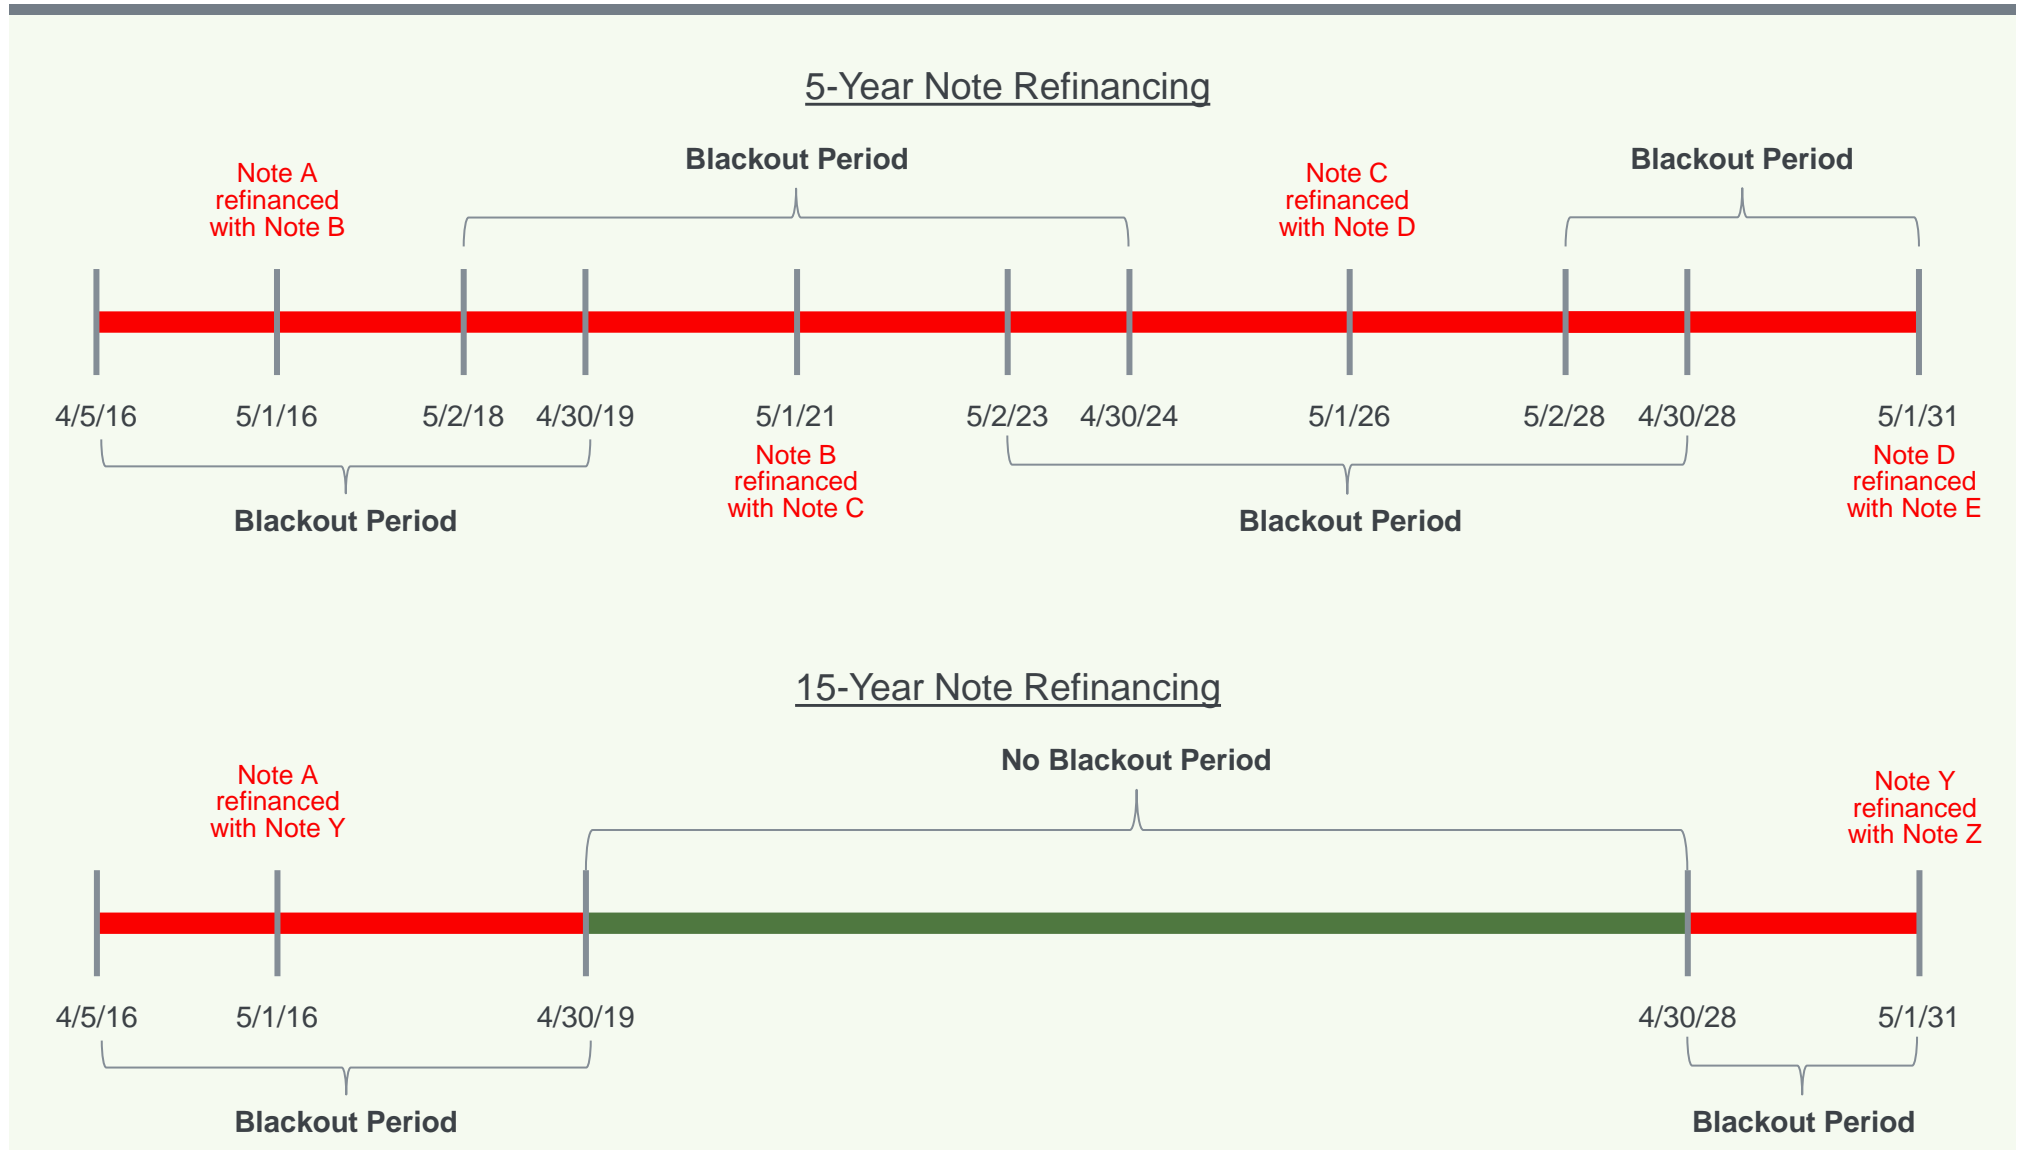 5-Year Note Refinancing
Blackout Period
Blackout Period
Note A
refinanced
with Note B
Note C
refinanced
with Note D
4/5/16
5/1/16
5/2/18
4/30/19
5/1/21
5/2/23
4/30/24
5/1/26
5/2/28
4/30/28
5/1/31
Note B
refinanced
with Note C
Note D
refinanced
with Note E
Blackout Period
Blackout Period
15-Year Note Refinancing
No Blackout Period
Note A
refinanced
with Note Y
Note Y
refinanced
with Note Z
4/5/16
5/1/16
4/30/19
4/30/28
5/1/31
Blackout Period
Blackout Period